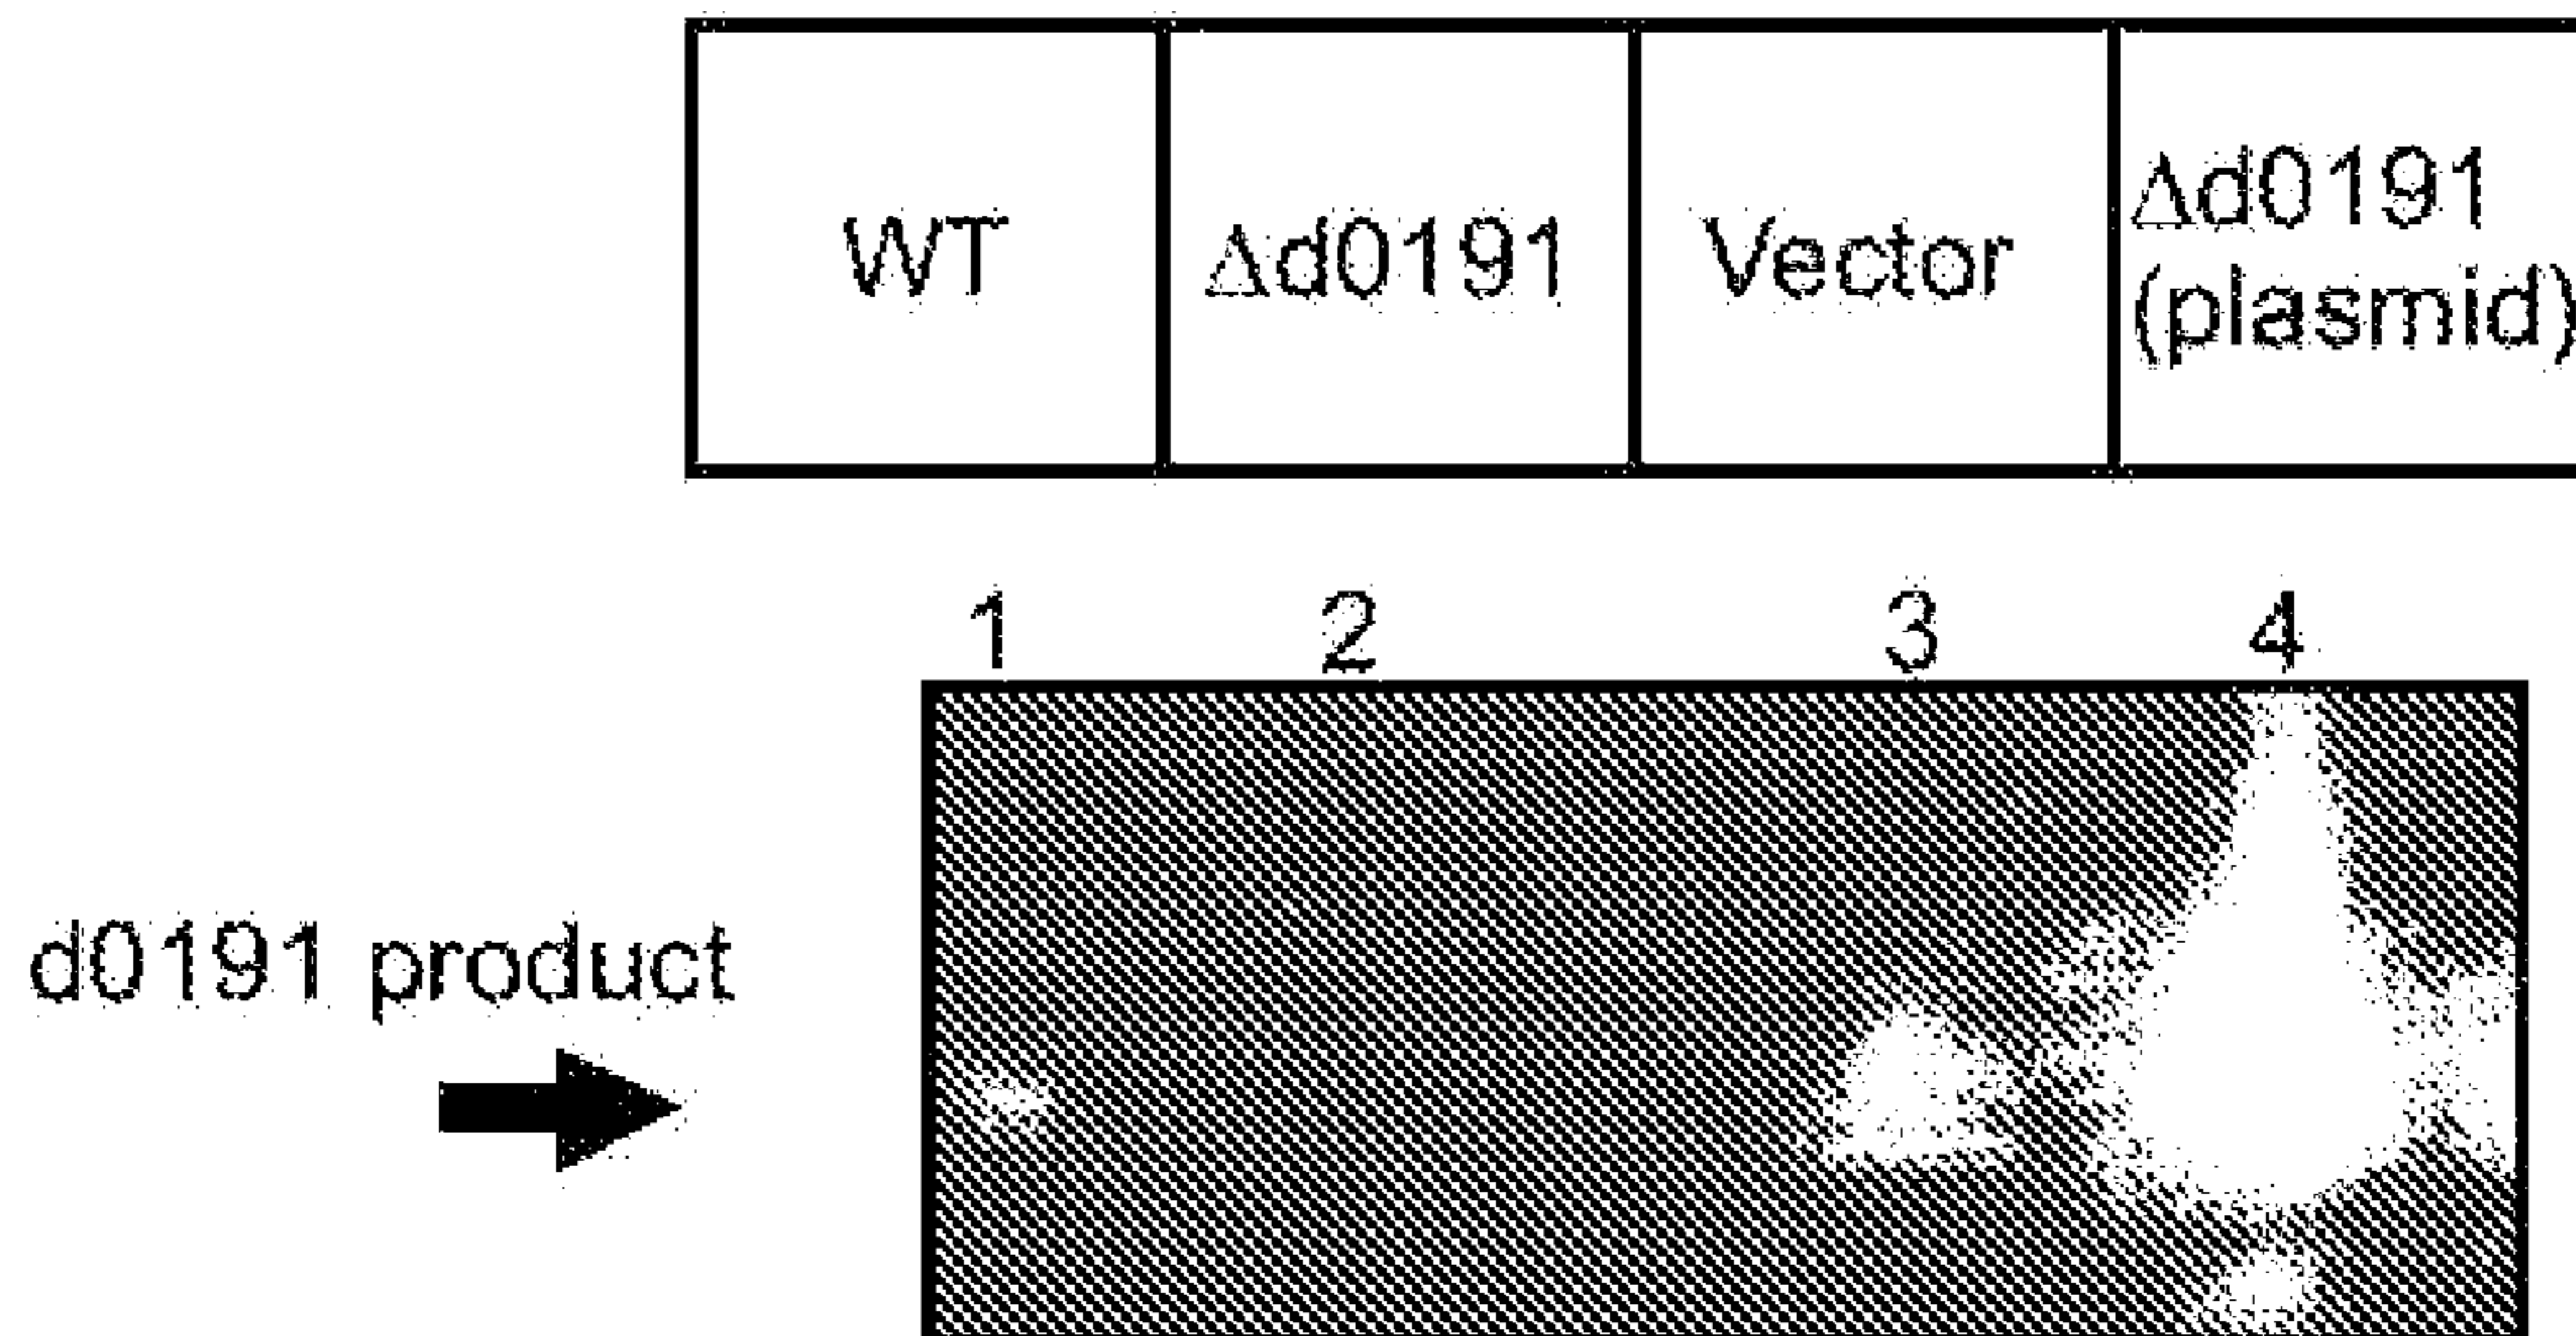 WT
Δd0191
Vector
Δd0191
(plasmid)
1 2 3 4
d0191 product